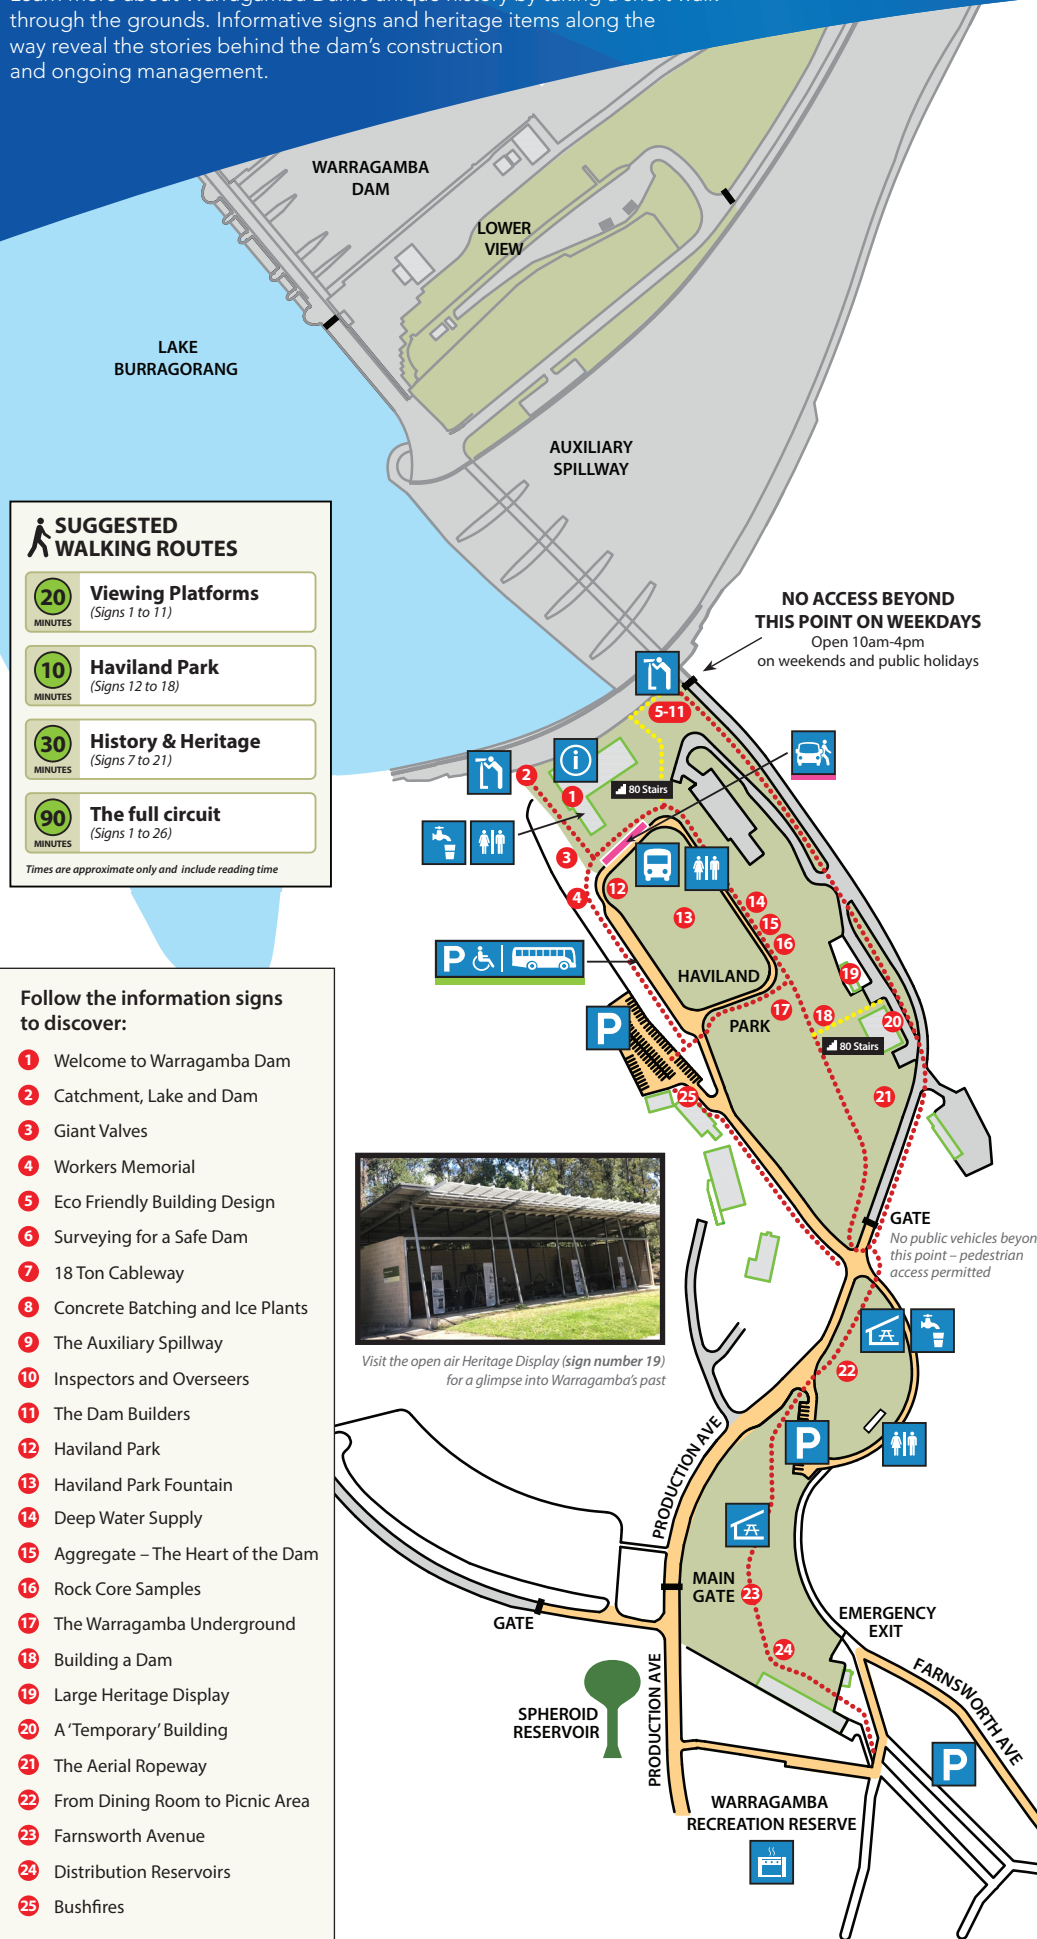 Learn more about Warragamba Dam's unique history by taking a short walk
through the grounds. Informative signs and heritage items along the
way reveal the stories behind the dam's construction
and ongoing management.
WARRAGAMBA
DAM
LOWER
VIEW
LAKE
BURRAGORANG
AUXILIARY
SPILLWAY
SUGGESTED
WALKING ROUTES
20 MINUTES
Viewing Platforms
(Signs 1 to 11)
10 MINUTES
Haviland Park
(Signs 12 to 18)
30 MINUTES
History & Heritage
(Signs 7 to 21)
90 MINUTES
The full circuit
(Signs 1 to 26)
Times are approximate only and include reading time
NO ACCESS BEYOND
THIS POINT ON WEEKDAYS
Open 10am-4pm
on weekends and public holidays
5-11
2
i
1
80 Stairs
3
4
12
13
14
15
16
P
HAVILAND
PARK
19
17
18
20
80 Stairs
P
21
25
GATE
No public vehicles beyon
this point – pedestrian
access permitted
Visit the open air Heritage Display (sign number 19)
for a glimpse into Warragamba's past
22
P
PRODUCTION AVE
MAIN
GATE
23
24
GATE
EMERGENCY
EXIT
FARNSWORTH AVE
SPHEROID
RESERVOIR
PRODUCTION AVE
P
WARRAGAMBA
RECREATION RESERVE
Follow the information signs
to discover:
1 Welcome to Warragamba Dam
2 Catchment, Lake and Dam
3 Giant Valves
4 Workers Memorial
5 Eco Friendly Building Design
6 Surveying for a Safe Dam
7 18 Ton Cableway
8 Concrete Batching and Ice Plants
9 The Auxiliary Spillway
10 Inspectors and Overseers
11 The Dam Builders
12 Haviland Park
13 Haviland Park Fountain
14 Deep Water Supply
15 Aggregate – The Heart of the Dam
16 Rock Core Samples
17 The Warragamba Underground
18 Building a Dam
19 Large Heritage Display
20 A 'Temporary' Building
21 The Aerial Ropeway
22 From Dining Room to Picnic Area
23 Farnsworth Avenue
24 Distribution Reservoirs
25 Bushfires